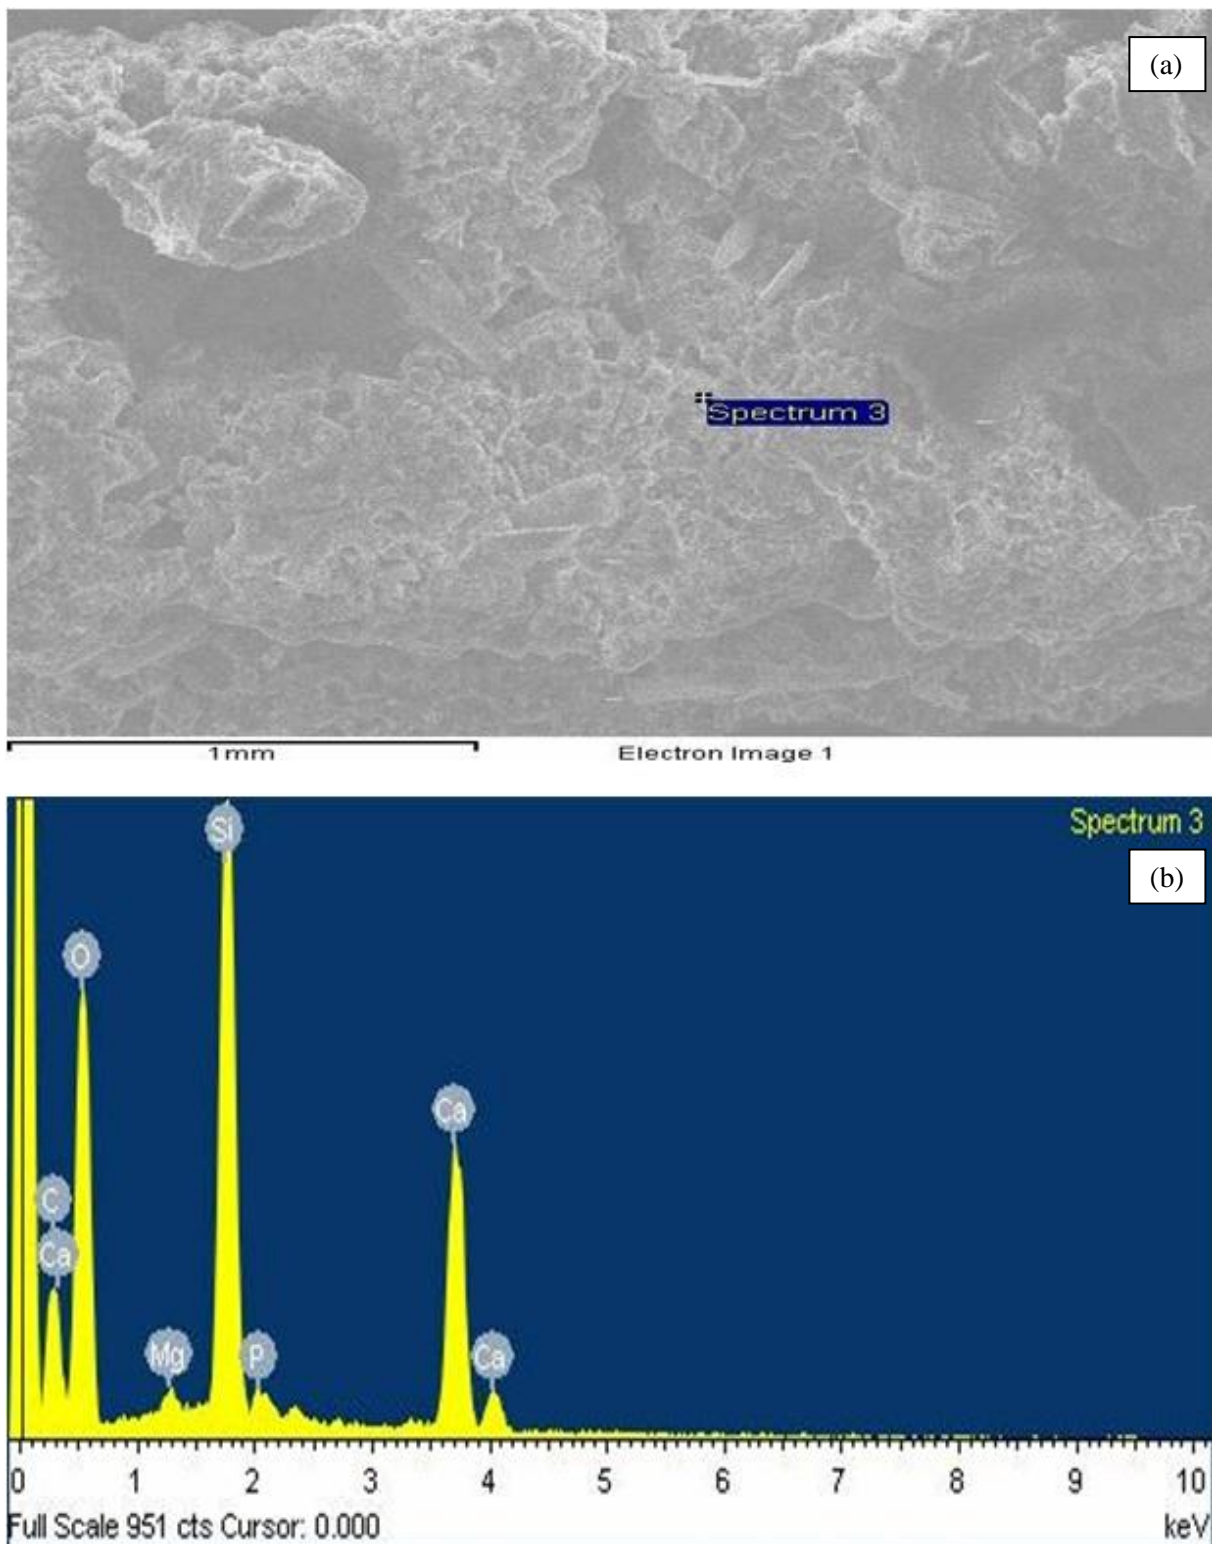 (a)
Spectrum 3
1mm
Electron Image 1
Spectrum 3
(b)
Si
O
Ca
C
Ca
Mg
P
Ca
0 1 2 3 4 5 6 7 8 9 10
Full Scale 951 cts Cursor: 0.000
keV